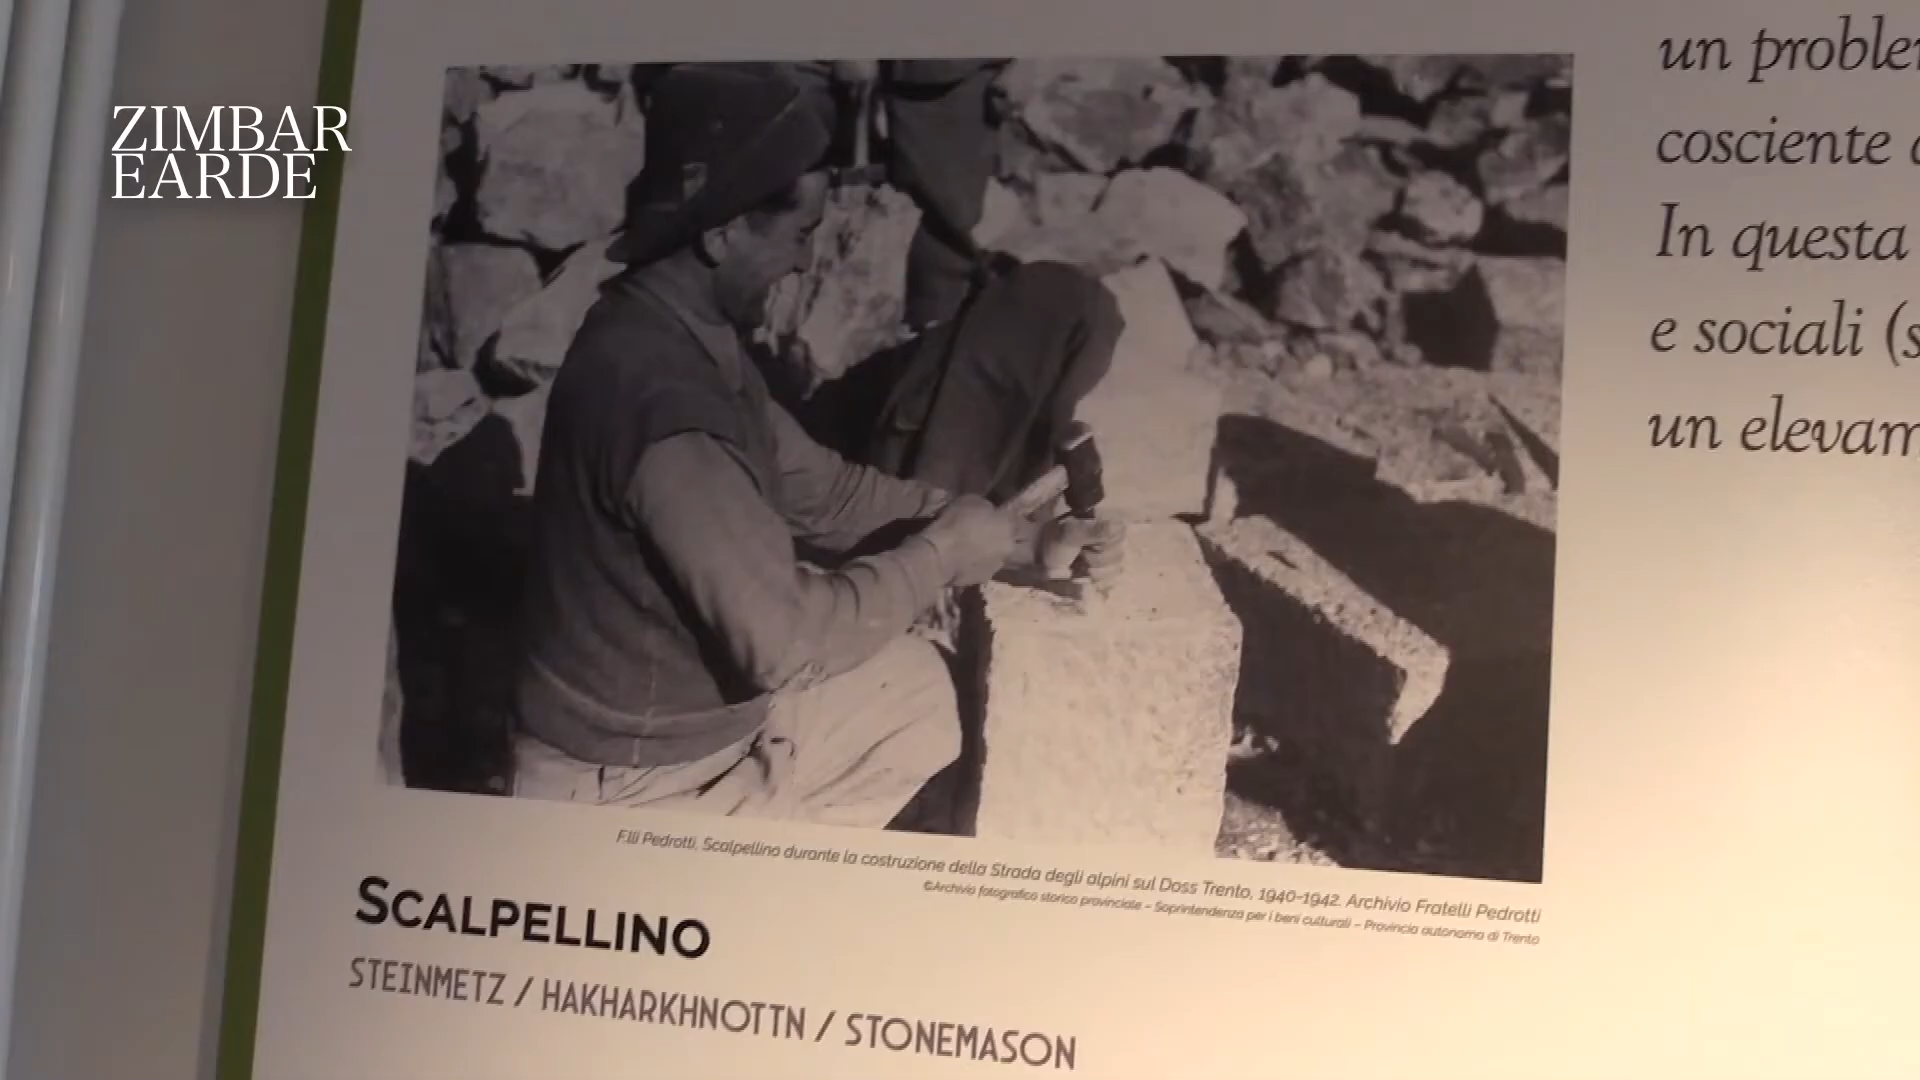 ZIMBAR
EARDE
un
cosciente
In questa
e sociali
un
F.lli Pedrotti, Scalpellino durante la costruzione della Strada degli alpini sul Doss Trento, 1940-1942. Archivio Fratelli Pedrotti
©Archivio fotografico storico provinciale – Soprintendenza per i beni culturali – Provincia autonoma di Trento
SCALPELLINO
STEINMETZ / HAKHARKHNOTTN / STONEMASON